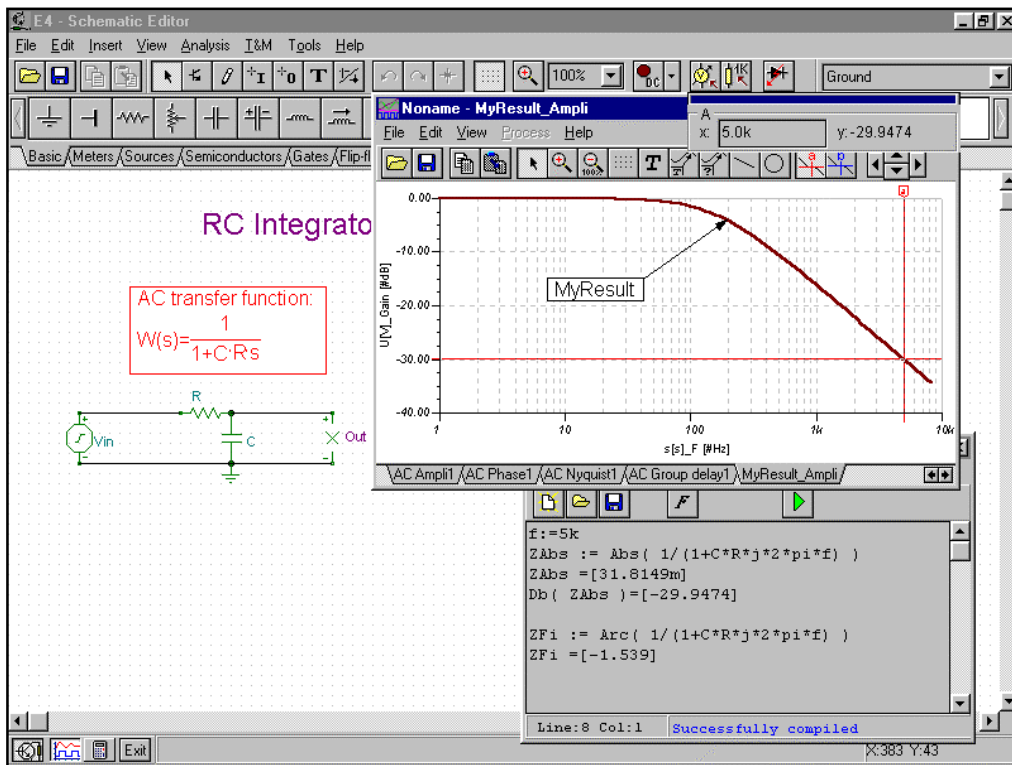 E4 - Schematic Editor
File Edit Insert View Analysis T&M Tools Help
T 100% DC 1K Ground
Basic Meters Sources Semiconductors Gates Flip-fl
Noname - MyResult_Ampli
File Edit View Process Help
A
x: 5.0k y:-29.9474
100% T a b
a
RC Integrato
AC transfer function:
W(s)=1/(1+C·R·s)
R
Vin
C
Out
0.00
-10.00
-20.00
-30.00
-40.00
U[V]_Gain [#dB]
MyResult
1 10 100 1k 10k
s[s]_F [#Hz]
AC Ampli1 AC Phase1 AC Nyquist1 AC Group delay1 MyResult_Ampli
F
f:=5k
ZAbs := Abs( 1/(1+C*R*j*2*pi*f) )
ZAbs =[31.8149m]
Db( ZAbs )=[-29.9474]
ZFi := Arc( 1/(1+C*R*j*2*pi*f) )
ZFi =[-1.539]
Line:8 Col:1 Successfully compiled
Exit X:383 Y:43